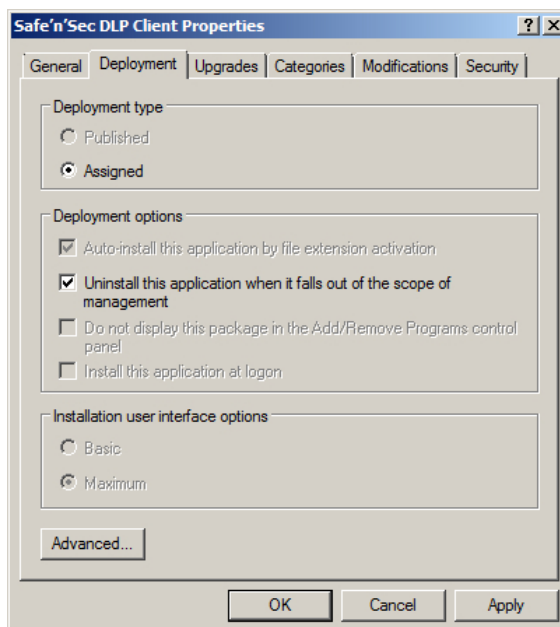 Safe'n'Sec DLP Client Properties
? X
General Deployment Upgrades Categories Modifications Security
Deployment type
Published
Assigned
Deployment options
Auto-install this application by file extension activation
Uninstall this application when it falls out of the scope of
management
Do not display this package in the Add/Remove Programs control
panel
Install this application at logon
Installation user interface options
Basic
Maximum
Advanced...
OK Cancel Apply